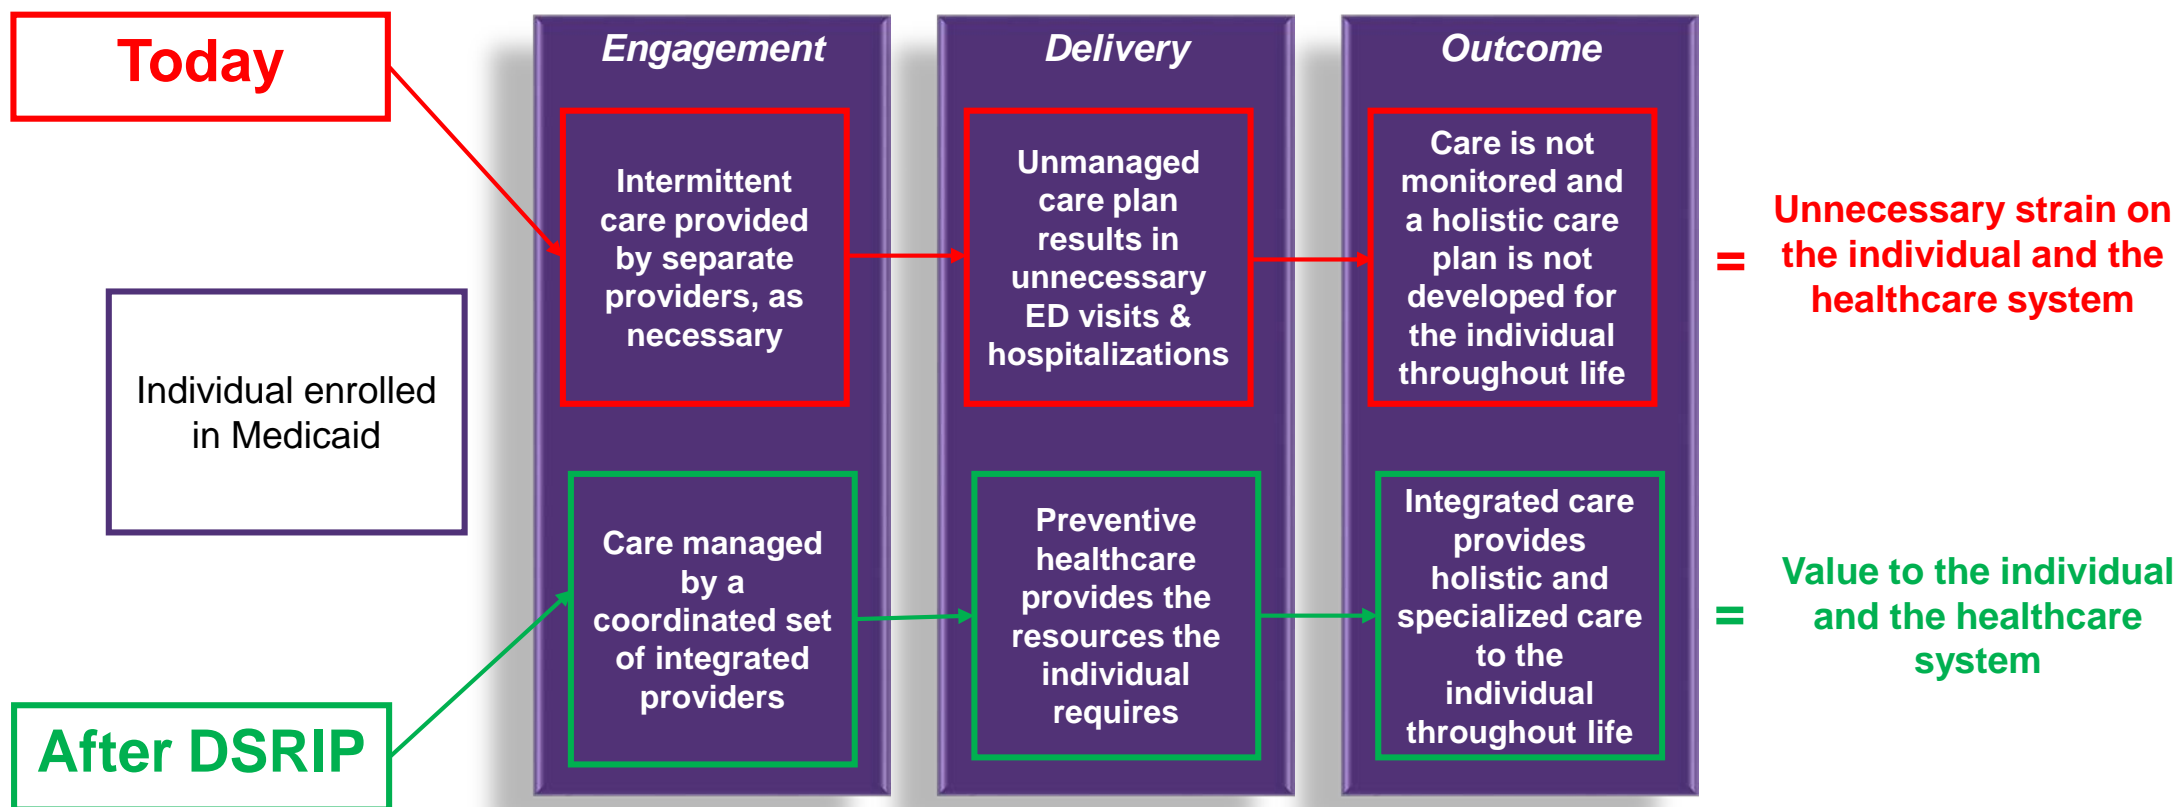 Today
Individual enrolled
in Medicaid
After DSRIP
Engagement
Intermittent
care provided
by separate
providers, as
necessary
Care managed
by a
coordinated set
of integrated
providers
Delivery
Unmanaged
care plan
results in
unnecessary
ED visits &
hospitalizations
Preventive
healthcare
provides the
resources the
individual
requires
Outcome
Care is not
monitored and
a holistic care
plan is not
developed for
the individual
throughout life
Integrated care
provides
holistic and
specialized care
to the
individual
throughout life
=
Unnecessary strain on
the individual and the
healthcare system
=
Value to the individual
and the healthcare
system